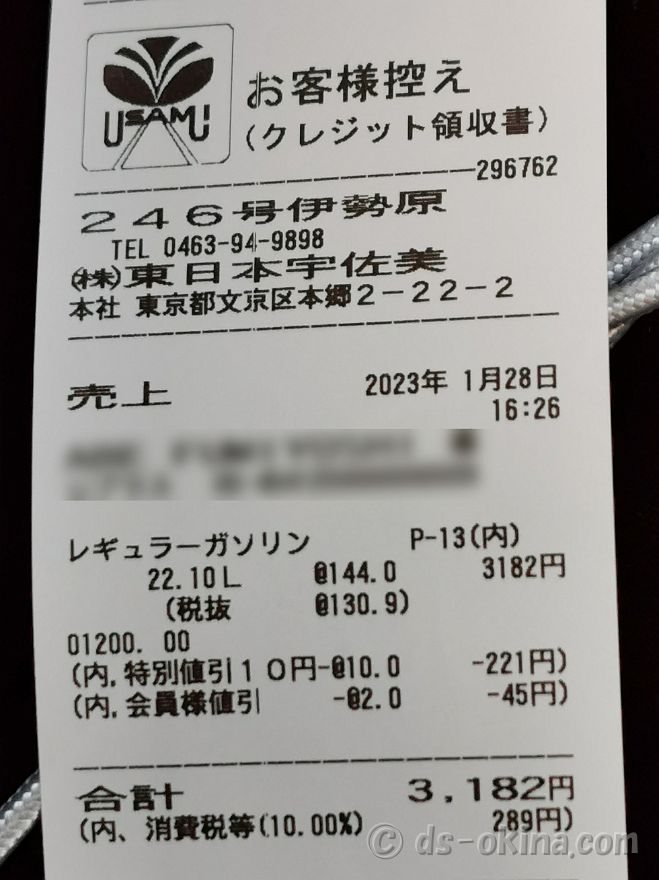 USAMI
お客様控え
(クレジット領収書)
296762
246号伊勢原
TEL 0463-94-9898
㈱東日本宇佐美
本社 東京都文京区本郷2-22-2
売上
2023年 1月28日
16:26
レギュラーガソリン P-13(内)
22.10L @144.0 3182円
(税抜 @130.9)
01200. 00
(内,特別値引10円-@10.0 -221円)
(内,会員様値引 -@2.0 -45円)
合計 3,182円
(内、消費税等(10.00%) 289円)
© ds-okina.com